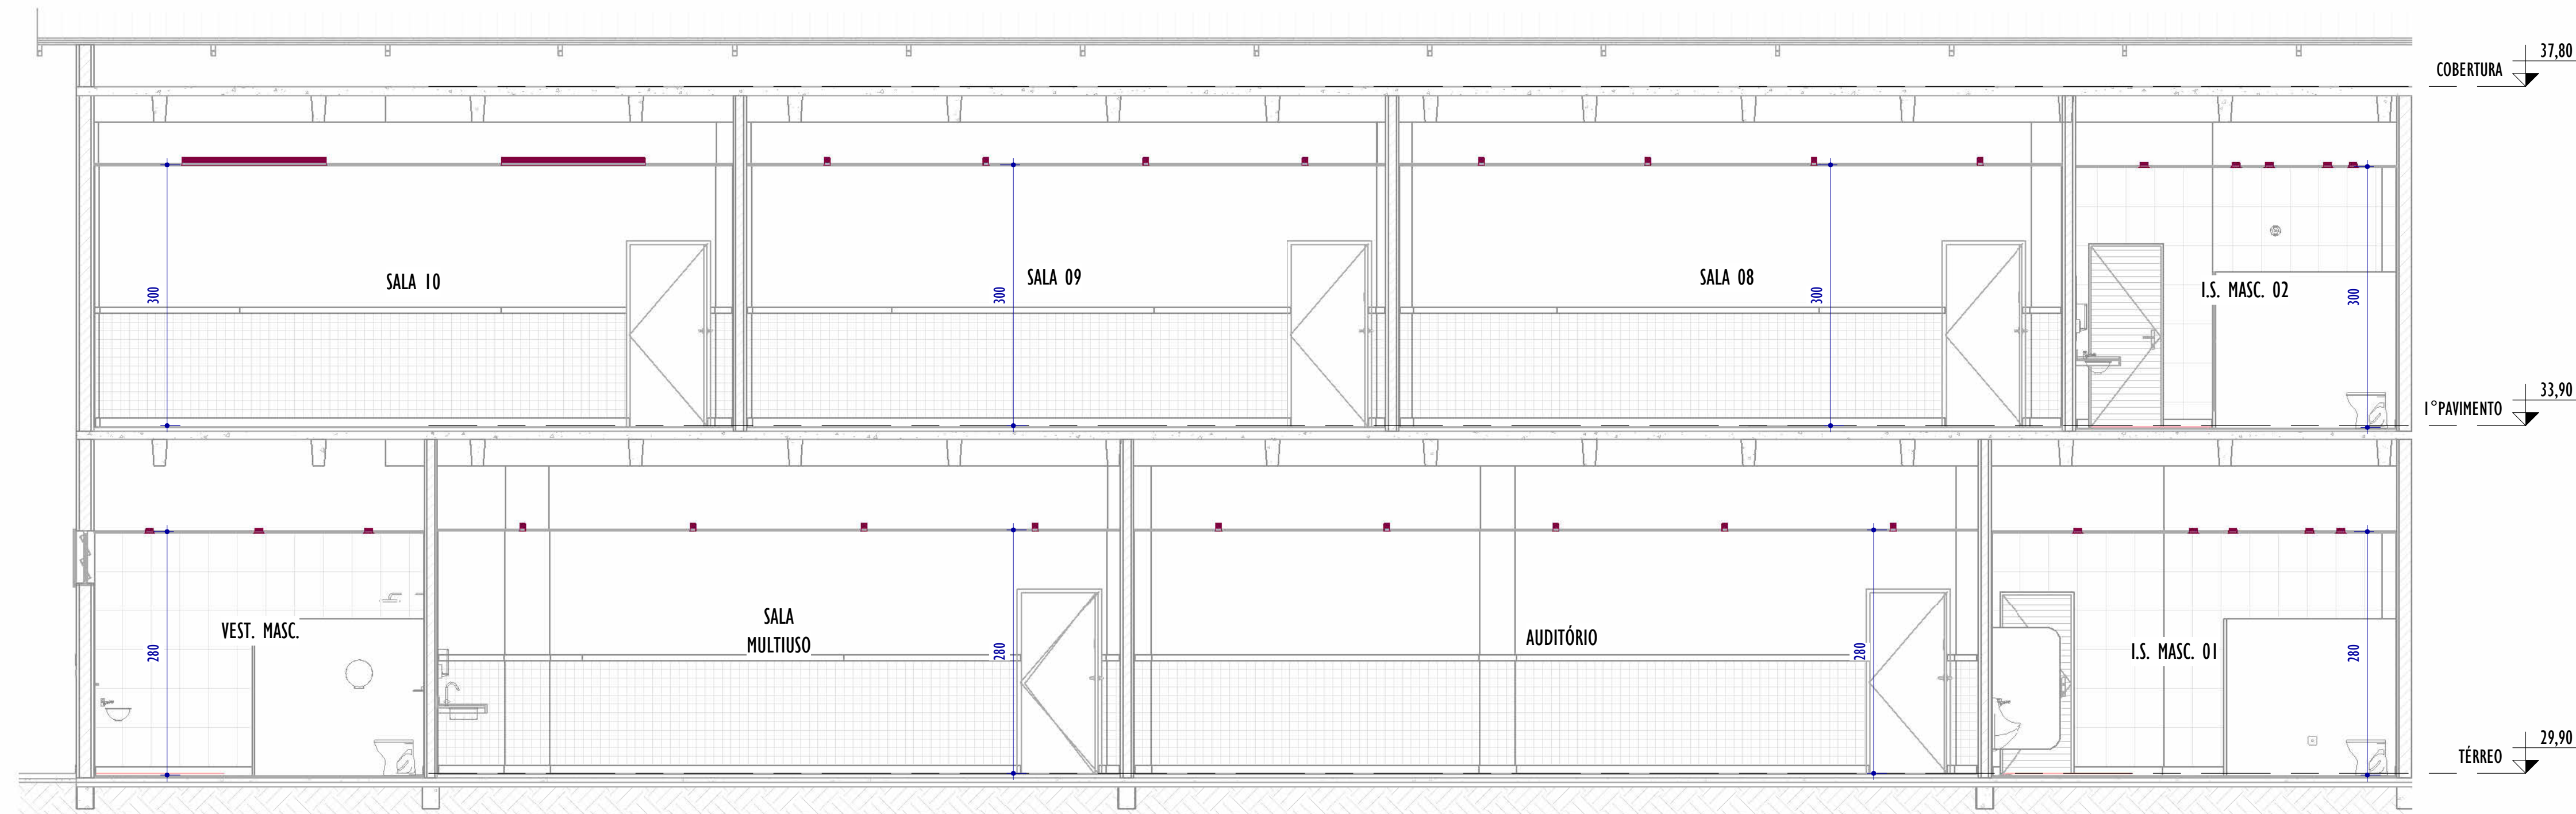 37,80
COBERTURA
SALA 10
SALA 09
SALA 08
I.S. MASC. 02
300
300
300
300
33,90
1°PAVIMENTO
VEST. MASC.
SALA
MULTIUSO
AUDITÓRIO
I.S. MASC. 01
280
280
280
280
29,90
TÉRREO